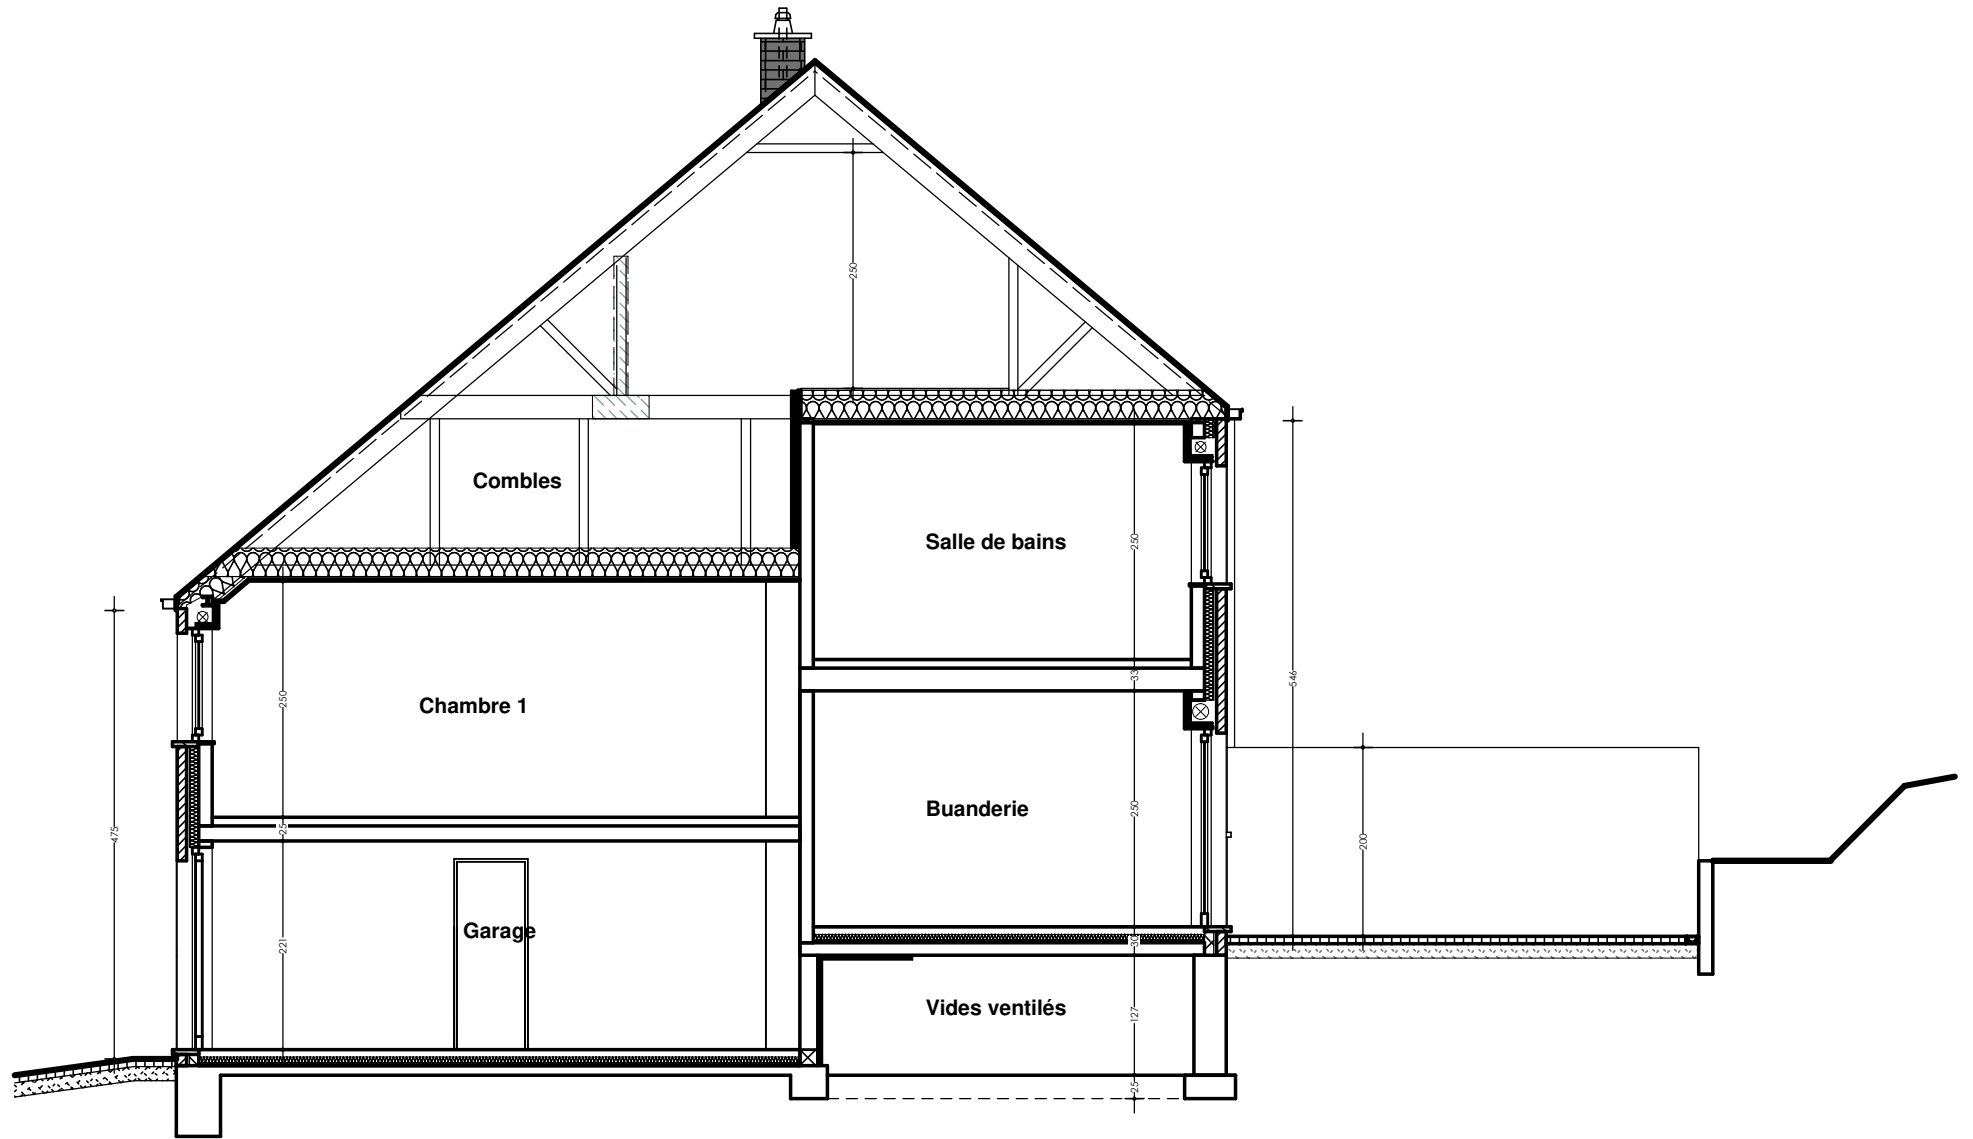 250
Combles
Salle de bains
250
33
546
Chambre 1
250
25
475
Buanderie
250
200
Garage
221
30
Vides ventilés
127
25